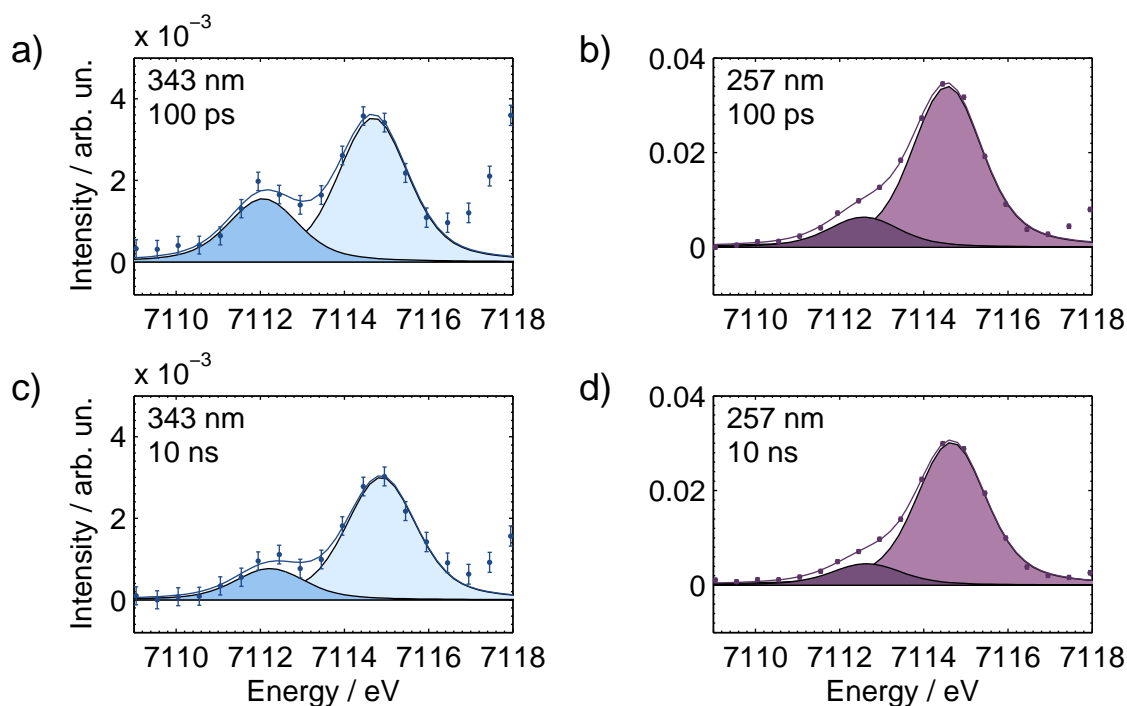 a)
x 10⁻³
343 nm
100 ps
4
2
0
Intensity / arb. un.
7110 7112 7114 7116 7118
b)
257 nm
100 ps
0.04
0.02
0
7110 7112 7114 7116 7118
c)
x 10⁻³
343 nm
10 ns
4
2
0
Intensity / arb. un.
7110 7112 7114 7116 7118
Energy / eV
d)
257 nm
10 ns
0.04
0.02
0
7110 7112 7114 7116 7118
Energy / eV